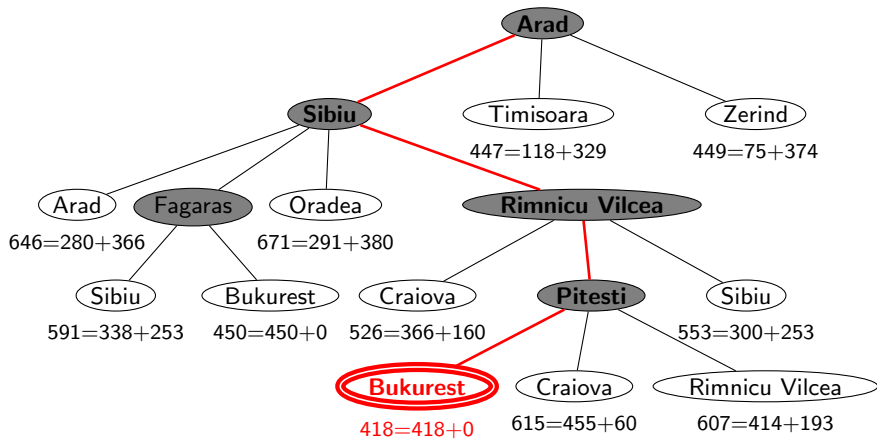 Arad
Sibiu
Timisoara
Zerind
447=118+329
449=75+374
Arad
Fagaras
Oradea
Rimnicu Vilcea
646=280+366
671=291+380
Sibiu
Bukurest
Craiova
Pitesti
Sibiu
591=338+253
450=450+0
526=366+160
553=300+253
Bukurest
Craiova
Rimnicu Vilcea
418=418+0
615=455+60
607=414+193